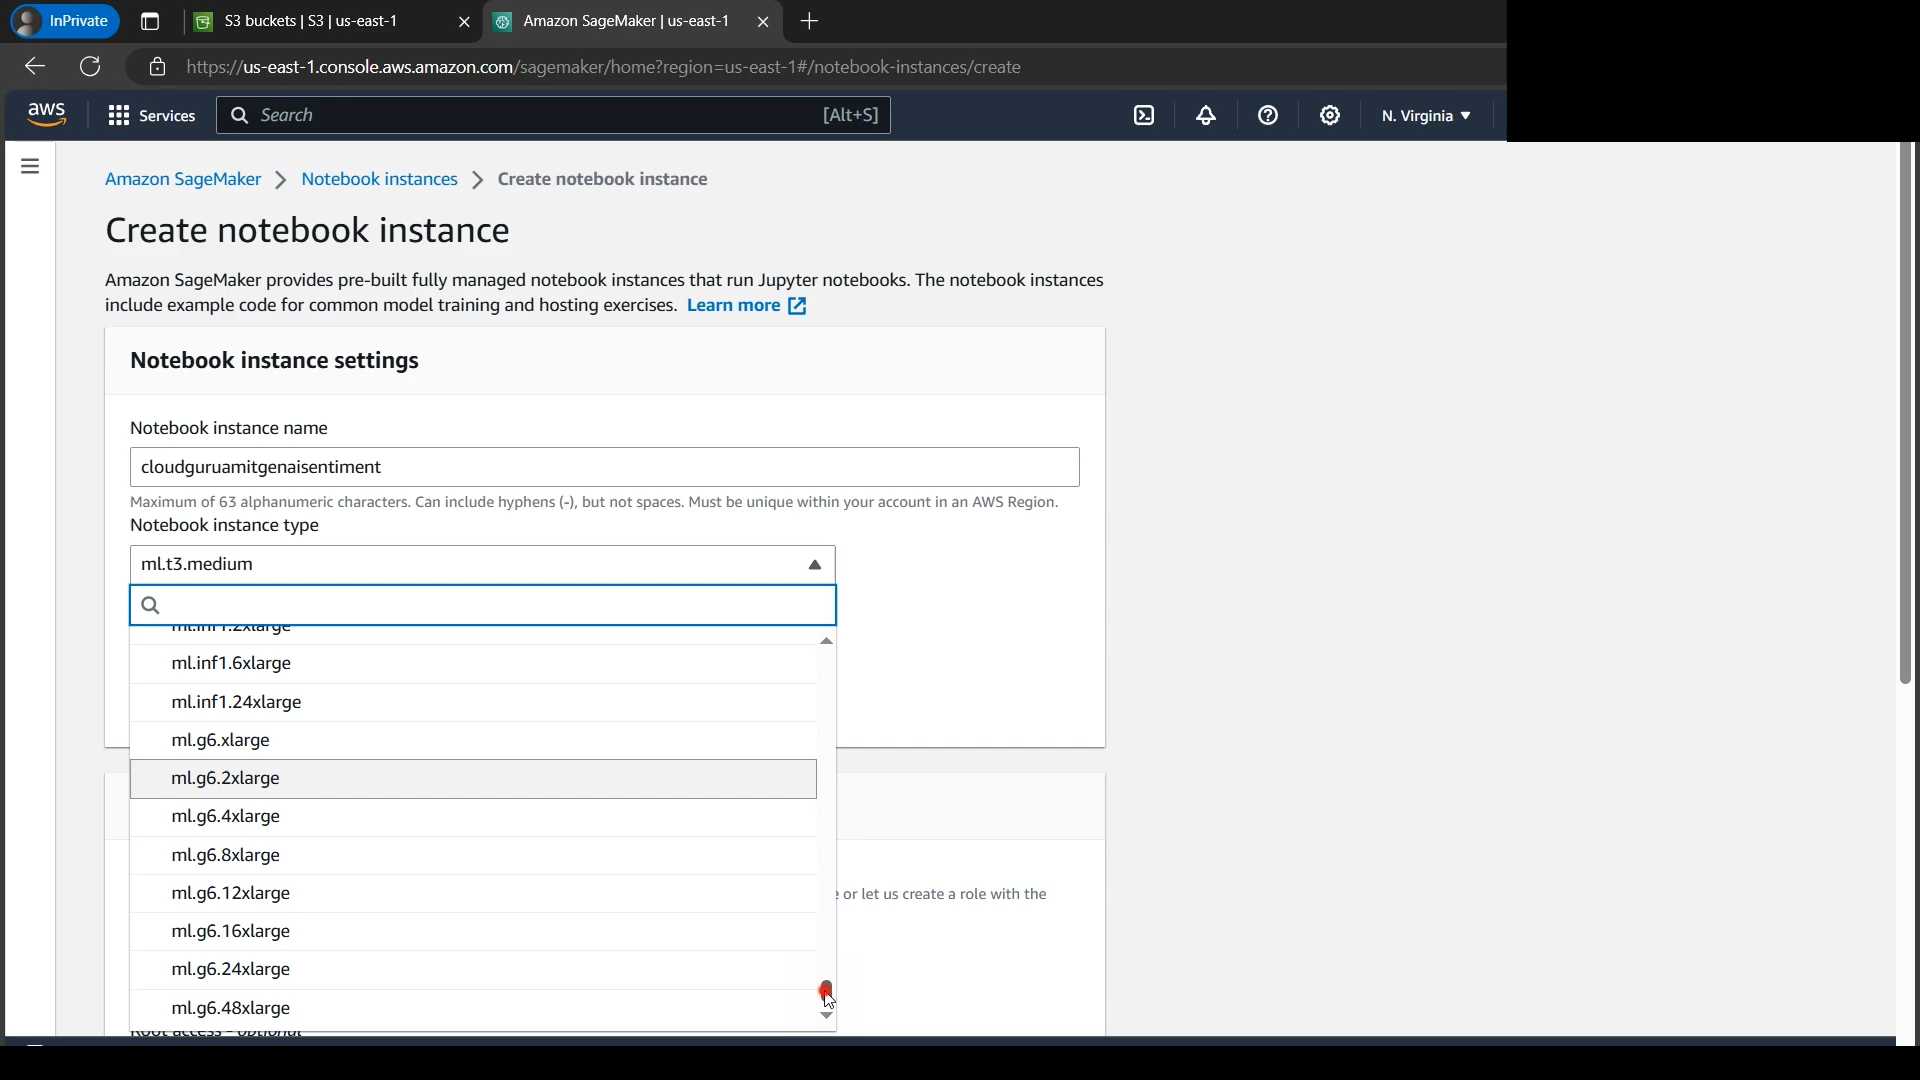 InPrivate
S3 buckets | S3 | us-east-1
Amazon SageMaker | us-east-1
https://us-east-1.console.aws.amazon.com/sagemaker/home?region=us-east-1#/notebook-instances/create
aws
Services
Search
[Alt+S]
N. Virginia
Amazon SageMaker
Notebook instances
Create notebook instance
Create notebook instance
Amazon SageMaker provides pre-built fully managed notebook instances that run Jupyter notebooks. The notebook instances
include example code for common model training and hosting exercises. Learn more
Notebook instance settings
Notebook instance name
cloudguruamitgenaisentiment
Maximum of 63 alphanumeric characters. Can include hyphens (-), but not spaces. Must be unique within your account in an AWS Region.
Notebook instance type
ml.t3.medium
ml.inf1.2xlarge
ml.inf1.6xlarge
ml.inf1.24xlarge
ml.g6.xlarge
ml.g6.2xlarge
ml.g6.4xlarge
ml.g6.8xlarge
ml.g6.12xlarge
or let us create a role with the
ml.g6.16xlarge
ml.g6.24xlarge
ml.g6.48xlarge
Root access - optional